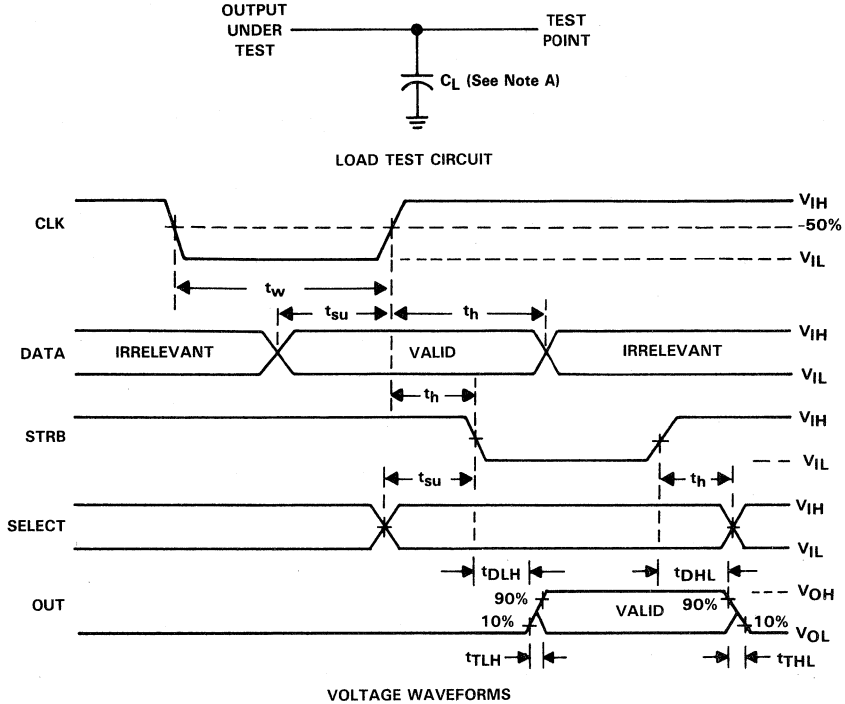 OUTPUT
UNDER
TEST
TEST
POINT
CL (See Note A)
LOAD TEST CIRCUIT
CLK
VIH
50%
VIL
tw
tsu
th
DATA
IRRELEVANT
VALID
IRRELEVANT
VIH
VIL
th
STRB
VIH
VIL
tsu
th
SELECT
VIH
VIL
tDLH
tDHL
OUT
90%
VALID
90%
VOH
10%
10%
VOL
tTLH
tTHL
VOLTAGE WAVEFORMS